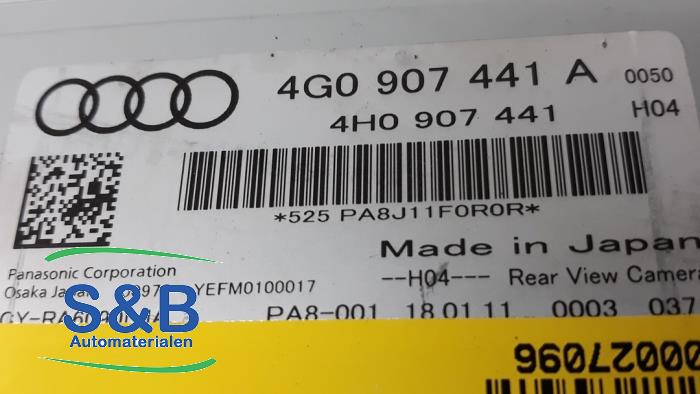 4G0 907 441 A 0050
4H0 907 441 H04
*525 PA8J11F0R0R*
Made in Japan
Panasonic Corporation
Osaka YEFM0100017 --H04--- Rear View Camera
PA8-001 18 01 11 0003 037
S&B
Automaterialen
00027096